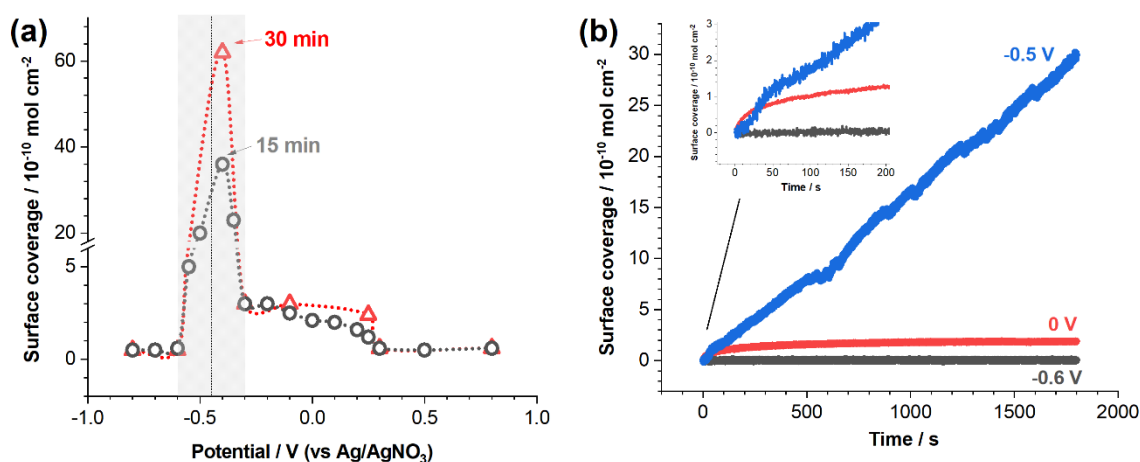 (a)
Surface coverage / 10⁻¹⁰ mol cm⁻²
60
40
20
5
0
30 min
15 min
-1.0 -0.5 0.0 0.5 1.0
Potential / V (vs Ag/AgNO₃)
(b)
Surface coverage / 10⁻¹⁰ mol cm⁻²
30
25
20
15
10
5
0
-0.5 V
0 V
-0.6 V
0 500 1000 1500 2000
Time / s
Surface coverage / 10⁻¹⁰ mol cm⁻²
3
2
1
0
0 50 100 150 200
Time / s